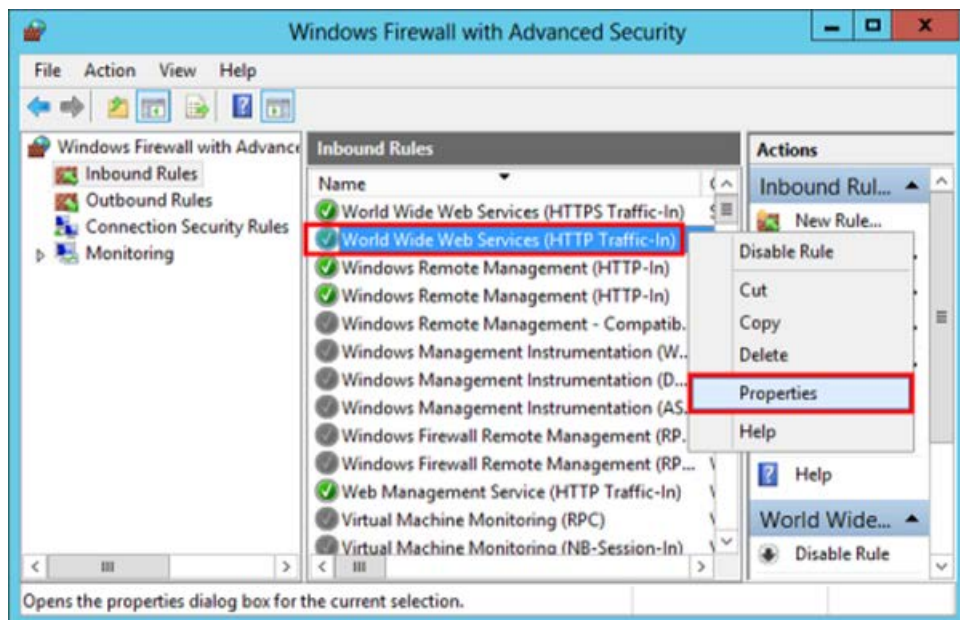 Windows Firewall with Advanced Security
File Action View Help
Windows Firewall with Advance
Inbound Rules
Outbound Rules
Connection Security Rules
Monitoring
Inbound Rules
Name
World Wide Web Services (HTTPS Traffic-In)
World Wide Web Services (HTTP Traffic-In)
Windows Remote Management (HTTP-In)
Windows Remote Management (HTTP-In)
Windows Remote Management - Compatib.
Windows Management Instrumentation (W..
Windows Management Instrumentation (D...
Windows Management Instrumentation (AS.
Windows Firewall Remote Management (RP.
Windows Firewall Remote Management (RP...
Web Management Service (HTTP Traffic-In)
Virtual Machine Monitoring (RPC)
Virtual Machine Monitoring (NB-Session-In)
Disable Rule
Cut
Copy
Delete
Properties
Help
Actions
Inbound Rul...
New Rule...
Help
World Wide...
Disable Rule
Opens the properties dialog box for the current selection.